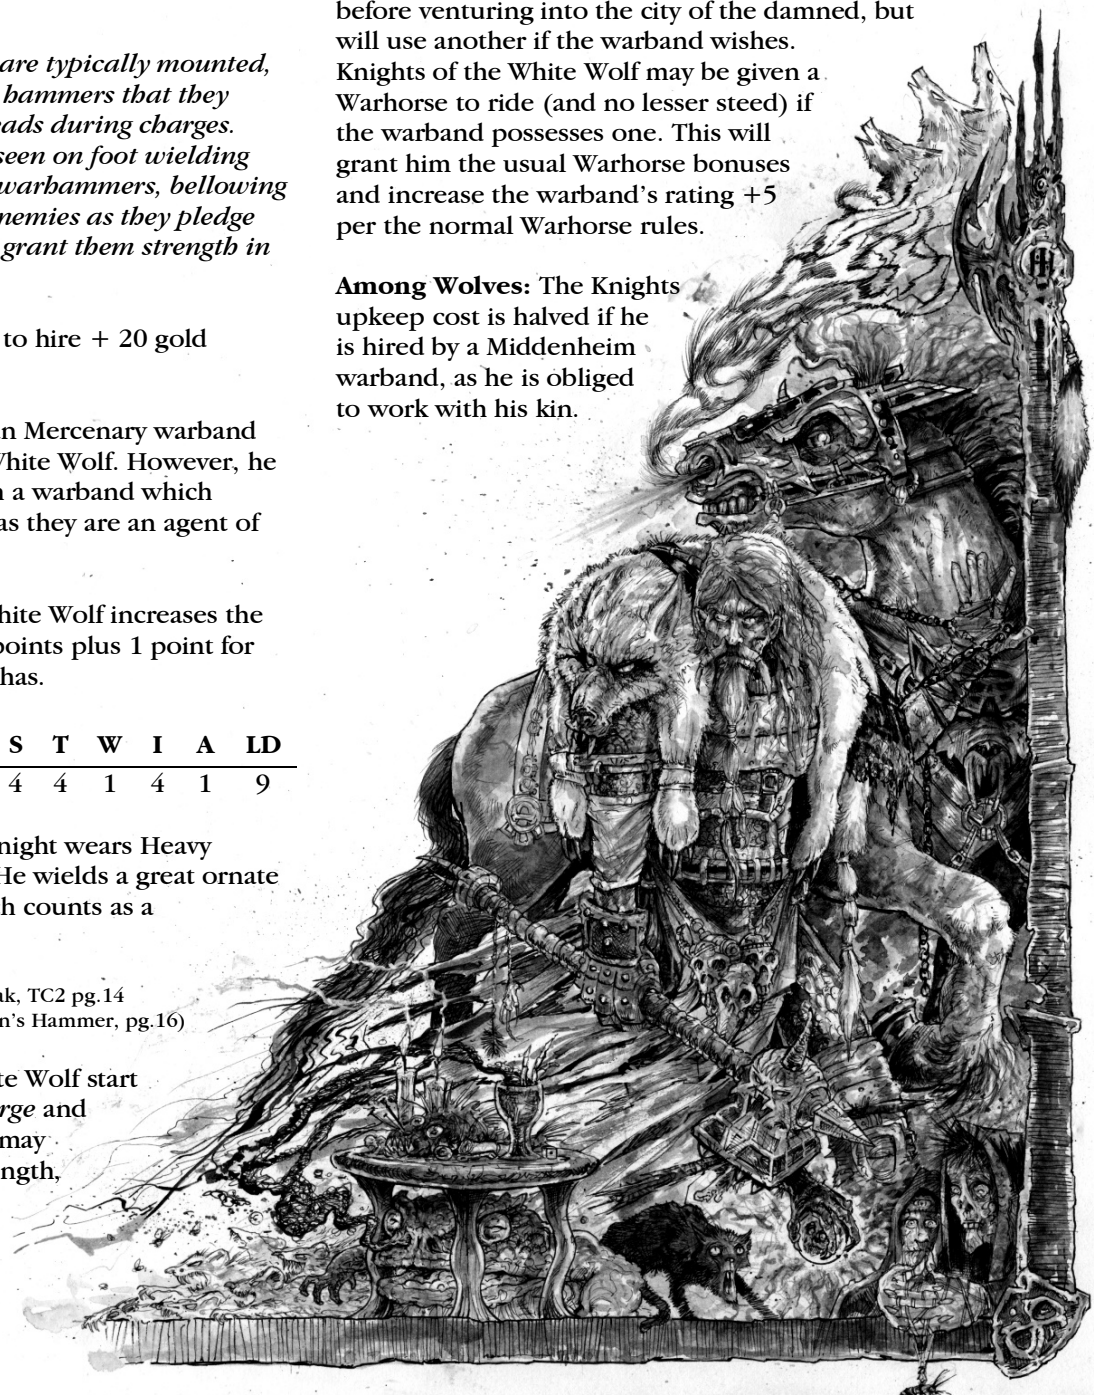 are typically mounted,
hammers that they
ads during charges.
seen on foot wielding
warhammers, bellowing
nemies as they pledge
grant them strength in
to hire + 20 gold
n Mercenary warband
White Wolf. However, he
a warband which
as they are an agent of
hite Wolf increases the
points plus 1 point for
has.
S T W I A LD
4 4 1 4 1 9
night wears Heavy
He wields a great ornate
h counts as a
ak, TC2 pg.14
n's Hammer, pg.16)
te Wolf start
rge and
may
ngth,
before venturing into the city of the damned, but
will use another if the warband wishes.
Knights of the White Wolf may be given a
Warhorse to ride (and no lesser steed) if
the warband possesses one. This will
grant him the usual Warhorse bonuses
and increase the warband's rating +5
per the normal Warhorse rules.
Among Wolves: The Knights
upkeep cost is halved if he
is hired by a Middenheim
warband, as he is obliged
to work with his kin.